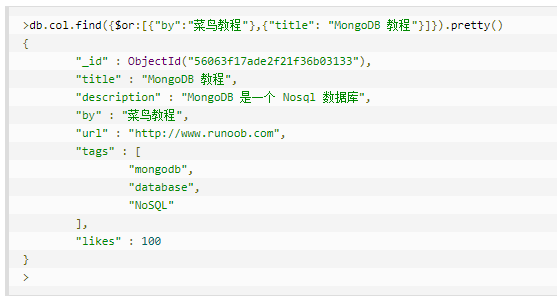 >db.col.find({$or:[{"by":"菜鸟教程"},{"title": "MongoDB 教程"}]}).pretty()
{
        "_id" : ObjectId("56063f17ade2f21f36b03133"),
        "title" : "MongoDB 教程",
        "description" : "MongoDB 是一个 Nosql 数据库",
        "by" : "菜鸟教程",
        "url" : "http://www.runoob.com",
        "tags" : [
                "mongodb",
                "database",
                "NoSQL"
        ],
        "likes" : 100
}
>